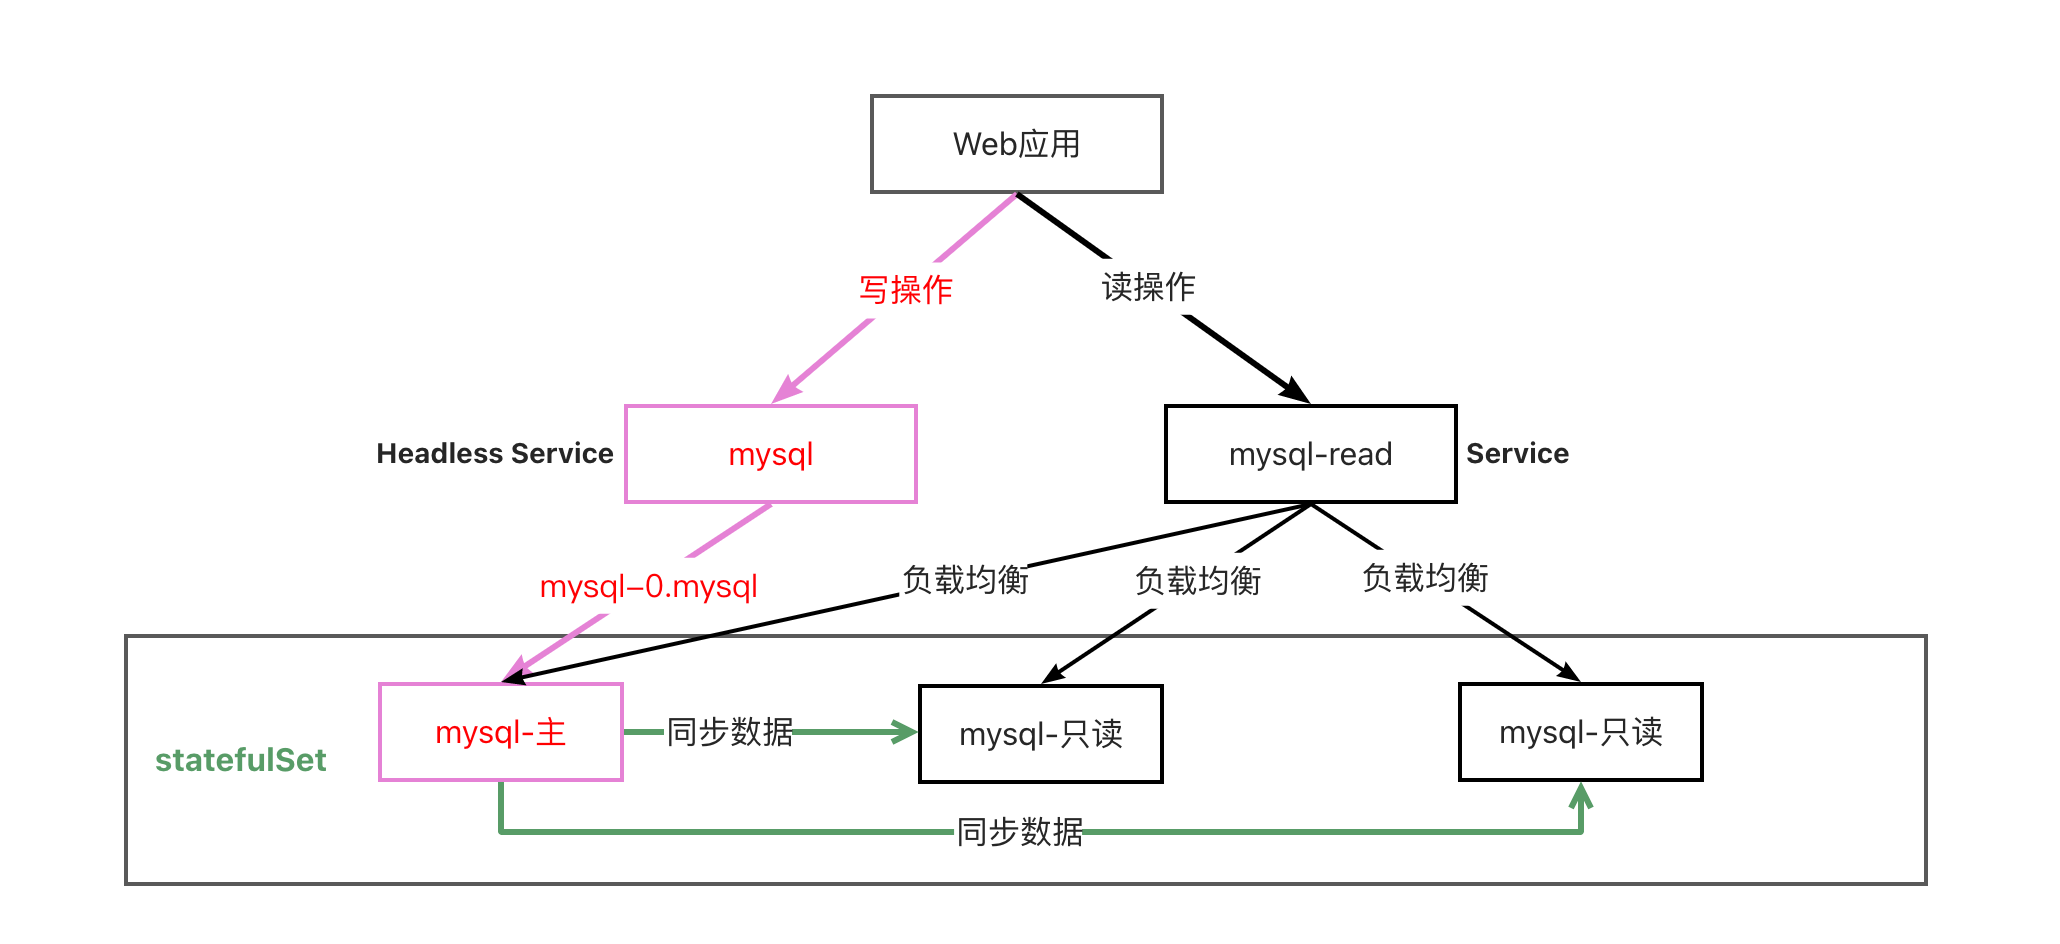 Web应用
写操作
读操作
Headless Service
mysql
mysql-read
Service
mysql-0.mysql
负载均衡
负载均衡
负载均衡
statefulSet
mysql-主
同步数据
mysql-只读
mysql-只读
同步数据